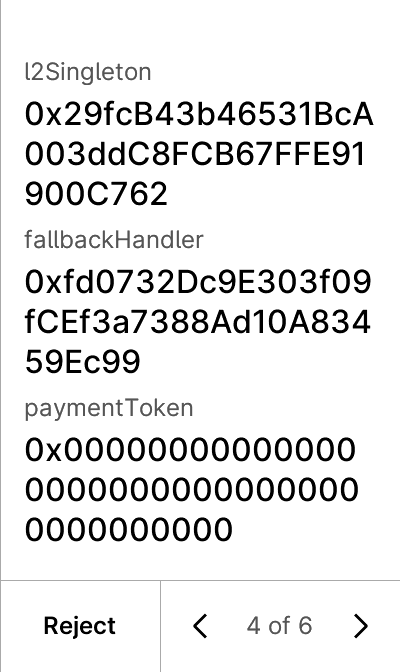 l2Singleton
0x29fcB43b46531BcA
003ddC8FCB67FFE91
900C762
fallbackHandler
0xfd0732Dc9E303f09
fCEf3a7388Ad10A834
59Ec99
paymentToken
0x00000000000000
0000000000000000
0000000000
Reject
4 of 6